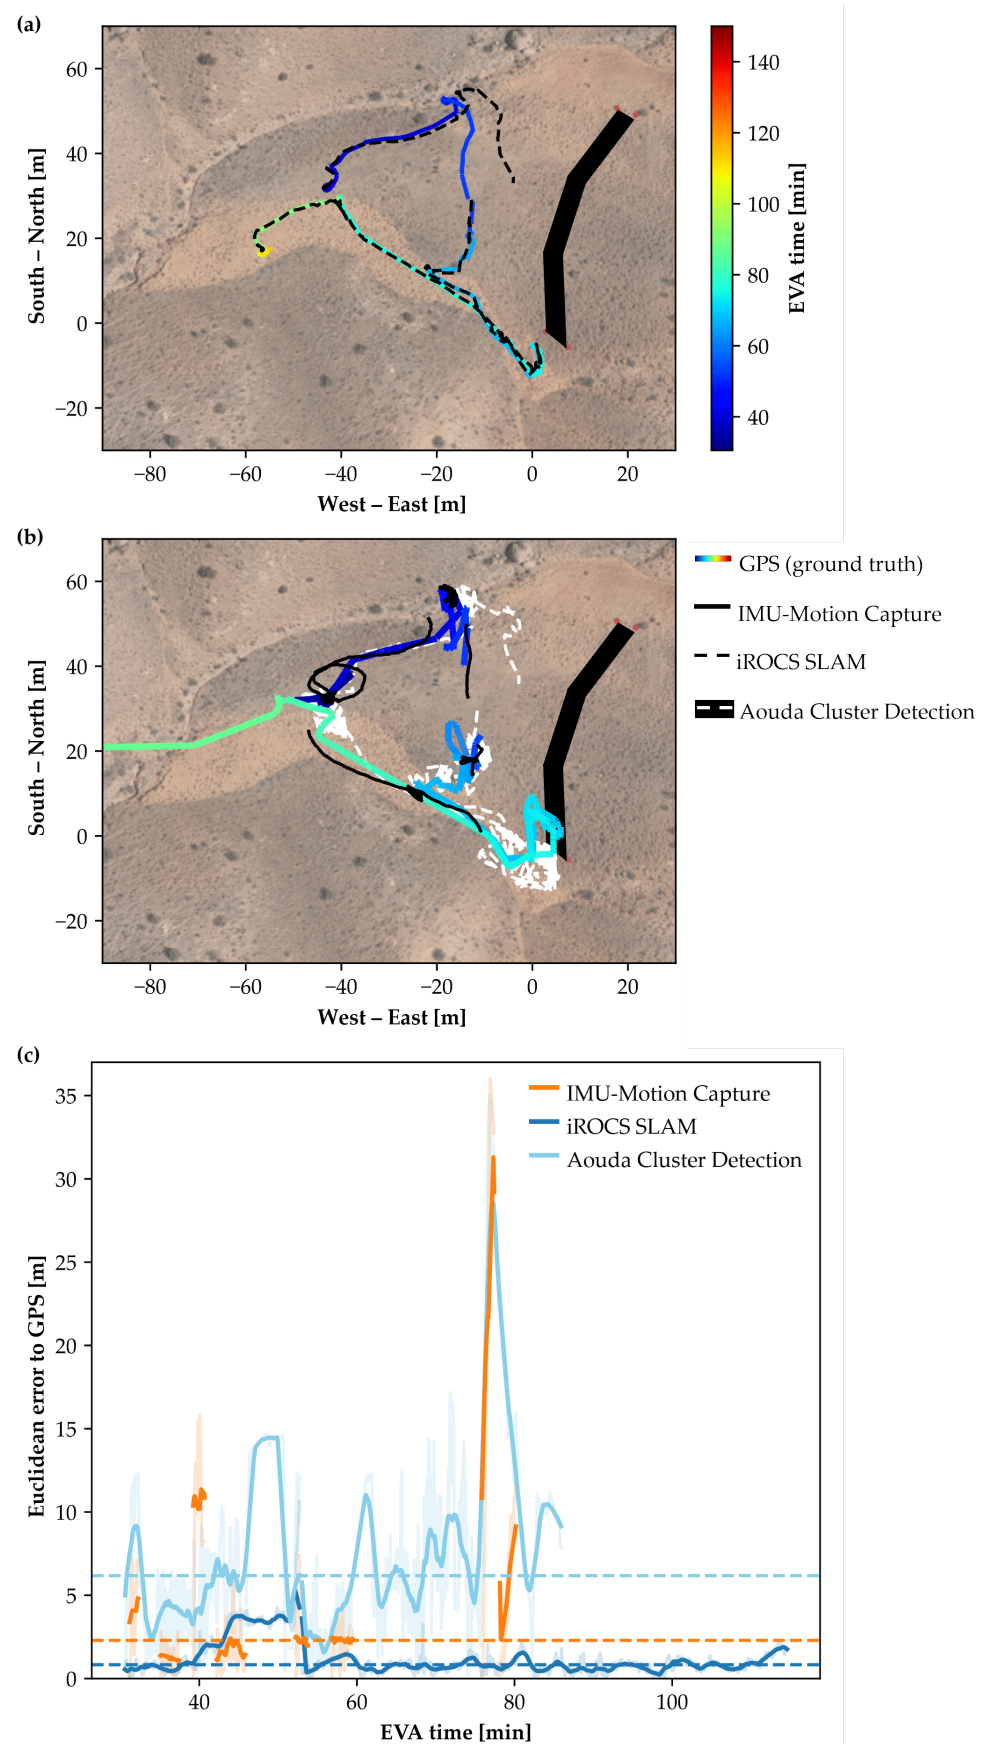 (a)
60
40
20
0
−20
South – North [m]
−80
−60
−40
−20
0
20
West – East [m]
140
120
100
80
60
40
EVA time [min]
(b)
60
40
20
0
−20
South – North [m]
−80
−60
−40
−20
0
20
West – East [m]
GPS (ground truth)
IMU-Motion Capture
iROCS SLAM
Aouda Cluster Detection
(c)
35
30
25
20
15
10
5
0
Euclidean error to GPS [m]
IMU-Motion Capture
iROCS SLAM
Aouda Cluster Detection
40
60
80
100
EVA time [min]